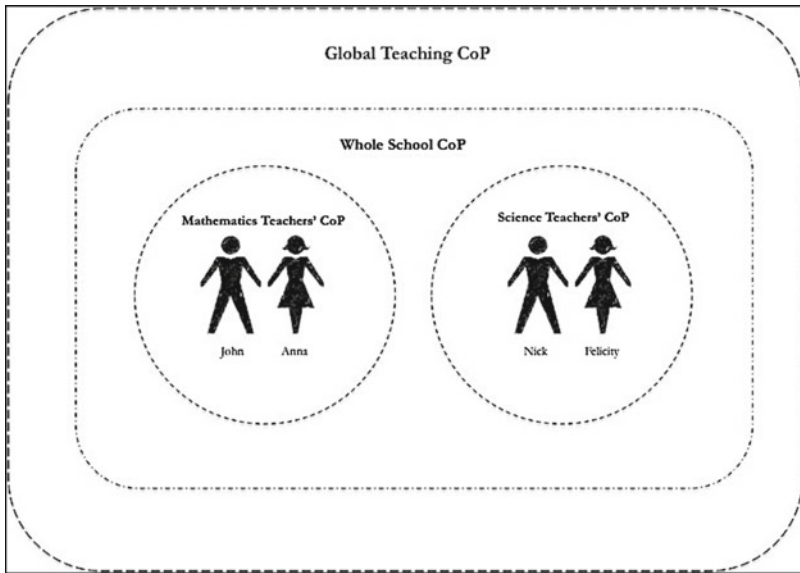 Global Teaching CoP
Whole School CoP
Mathematics Teachers' CoP
Science Teachers' CoP
John
Anna
Nick
Felicity